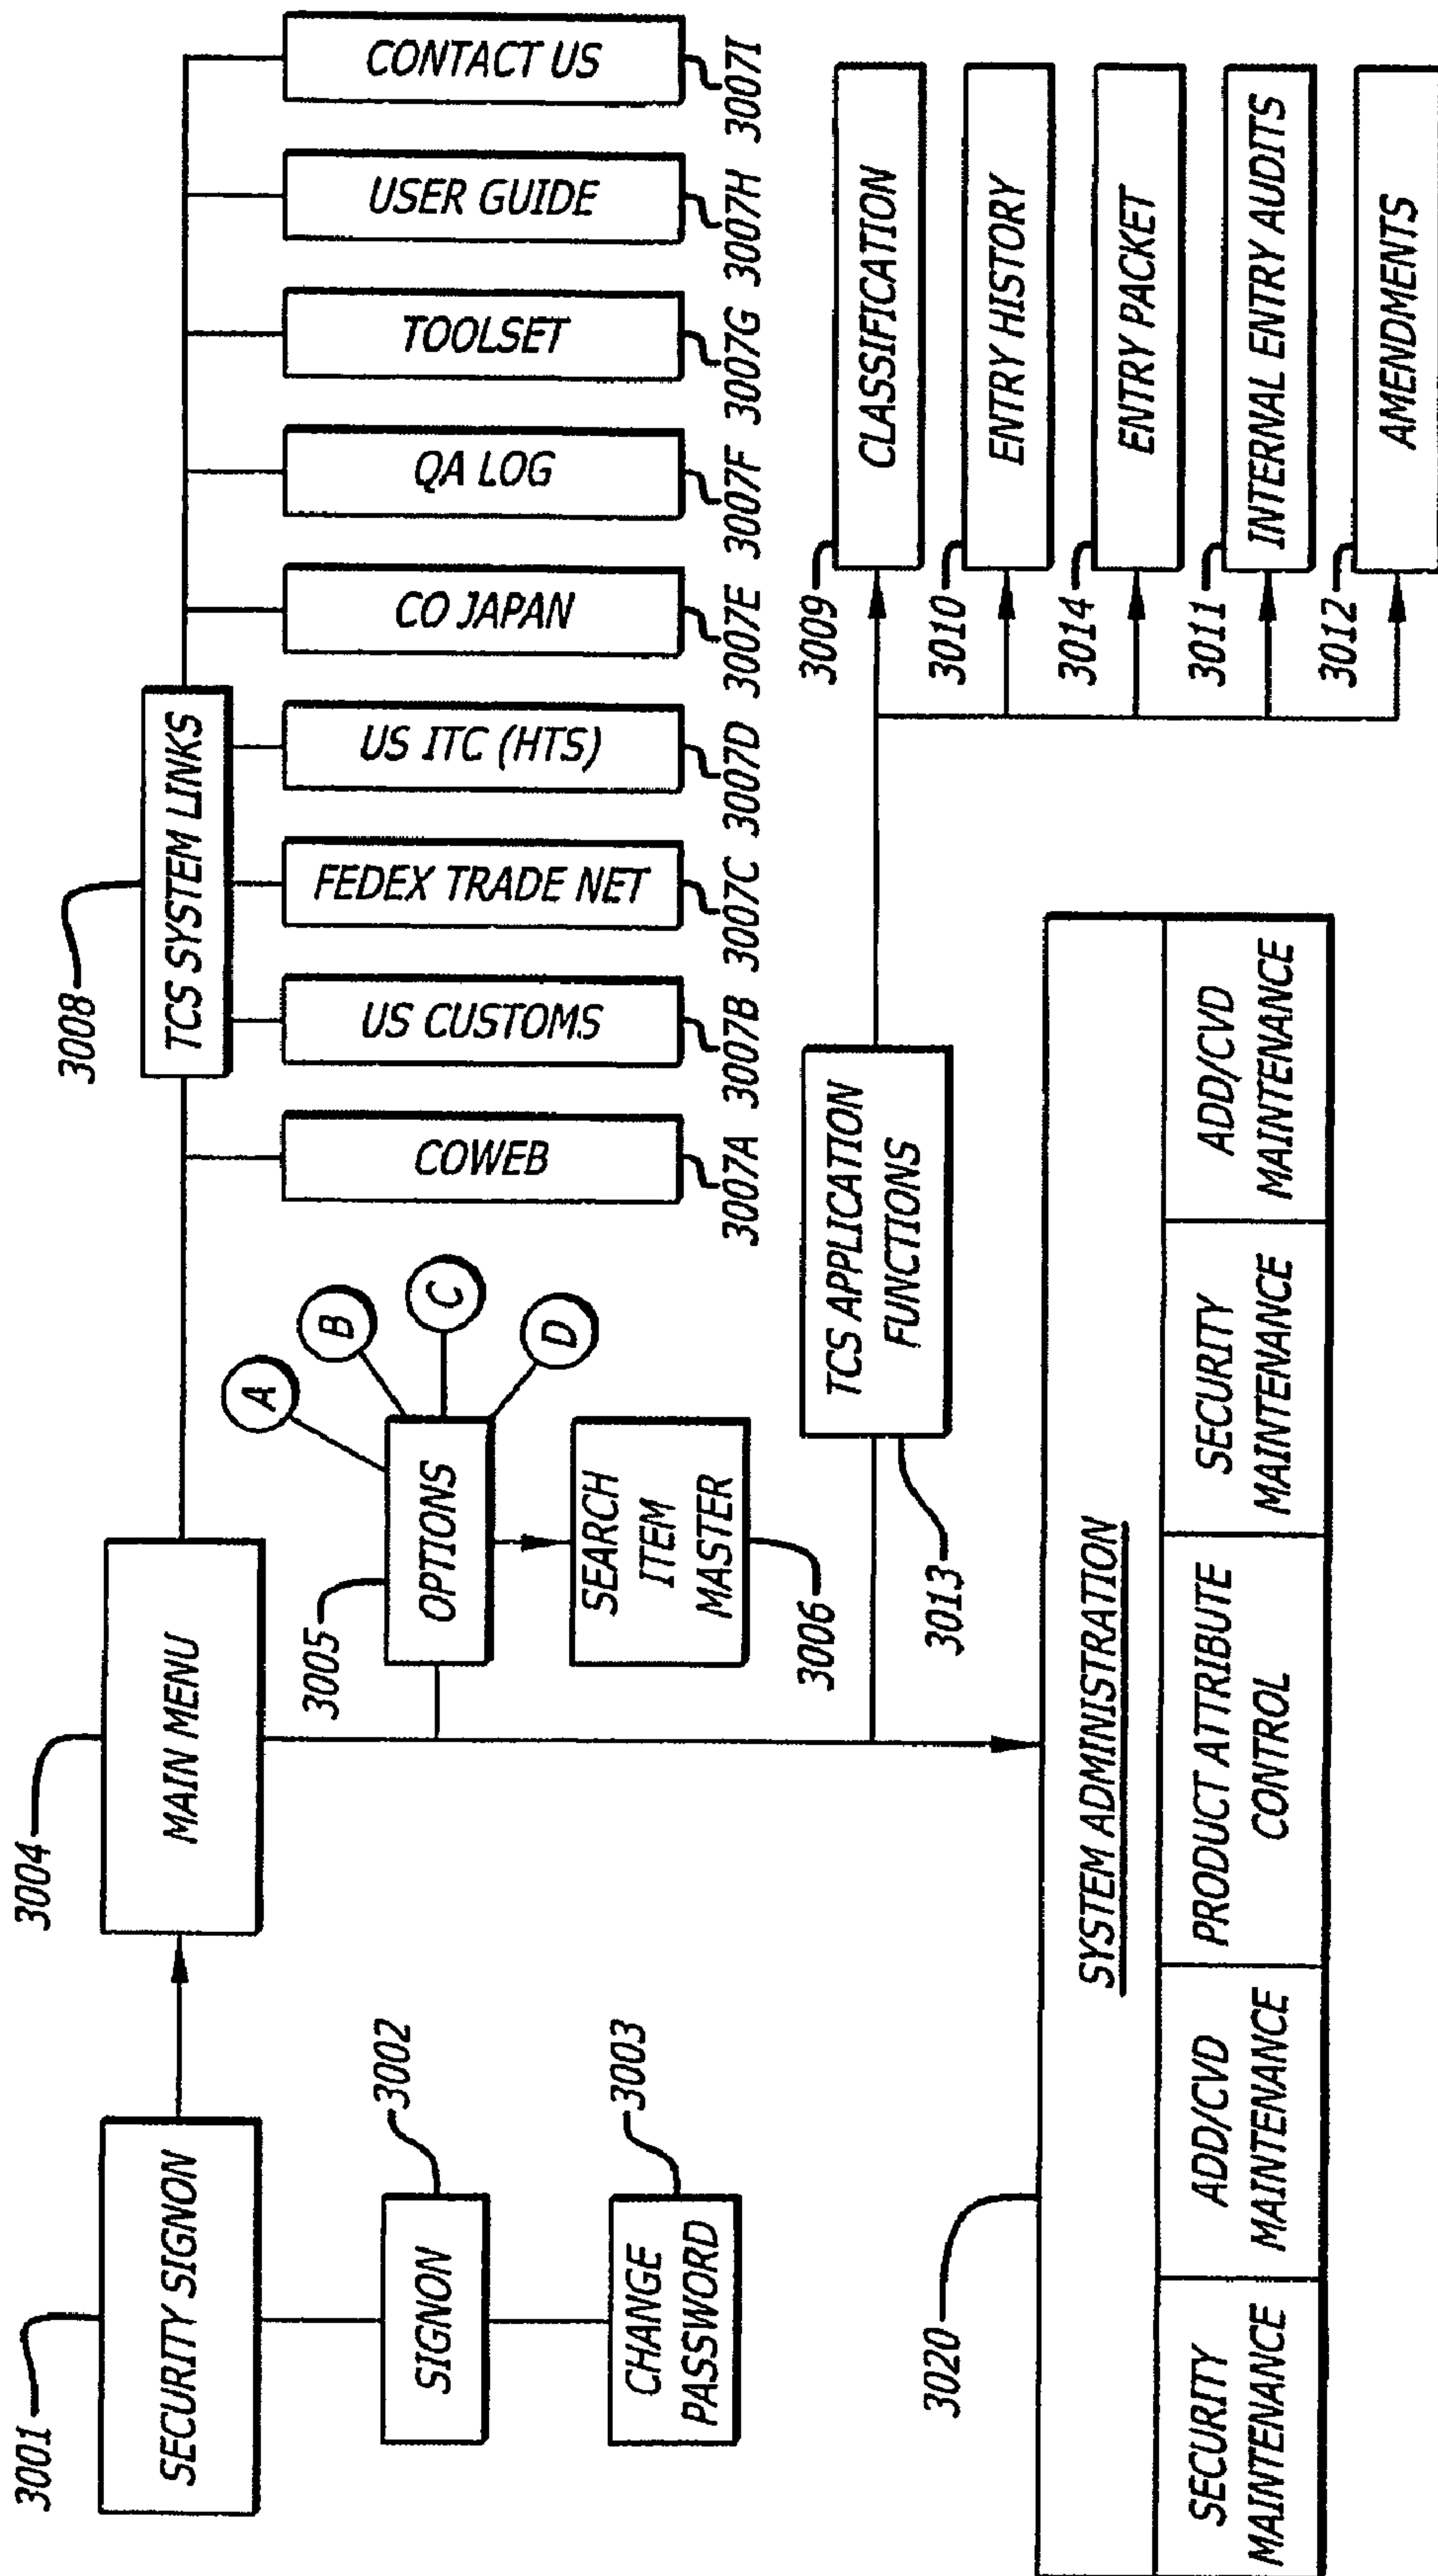 3001
SECURITY SIGNON
3002
SIGNON
3003
CHANGE
PASSWORD
3004
MAIN MENU
3005
OPTIONS
A
B
C
D
SEARCH
ITEM
MASTER
3006
3008
TCS SYSTEM LINKS
COWEB
3007A
US CUSTOMS
3007B
FEDEX TRADE NET
3007C
US ITC (HTS)
3007D
CO JAPAN
3007E
QA LOG
3007F
TOOLSET
3007G
USER GUIDE
3007H
CONTACT US
3007I
TCS APPLICATION
FUNCTIONS
3013
3009
CLASSIFICATION
3010
ENTRY HISTORY
3014
ENTRY PACKET
3011
INTERNAL ENTRY AUDITS
3012
AMENDMENTS
3020
SYSTEM ADMINISTRATION
SECURITY
MAINTENANCE
ADD/CVD
MAINTENANCE
PRODUCT ATTRIBUTE
CONTROL
SECURITY
MAINTENANCE
ADD/CVD
MAINTENANCE